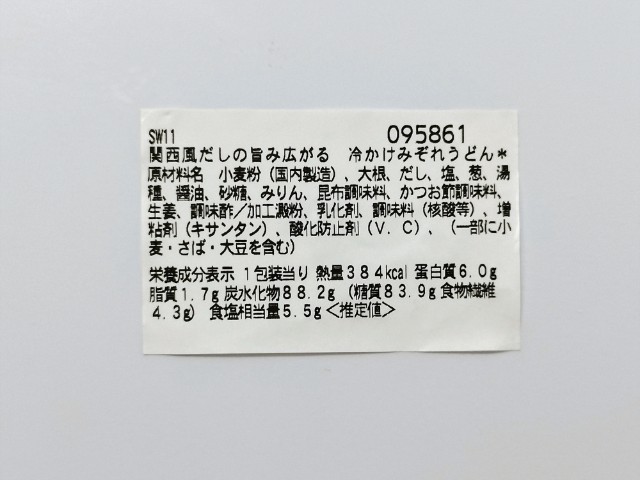 SW11 095861
関西風だしの旨み広がる 冷かけみぞれうどん*
原材料名 小麦粉(国内製造)、大根、だし、塩、葱、湯
種、醤油、砂糖、みりん、昆布調味料、かつお節調味料、
生姜、調味酢/加工澱粉、乳化剤、調味料(核酸等)、増
粘剤(キサンタン)、酸化防止剤(V.C)、(一部に小
麦・さば・大豆を含む)
栄養成分表示 1包装当り 熱量384kcal 蛋白質6.0g
脂質1.7g 炭水化物88.2g (糖質83.9g 食物繊維
4.3g) 食塩相当量5.5g<推定値>